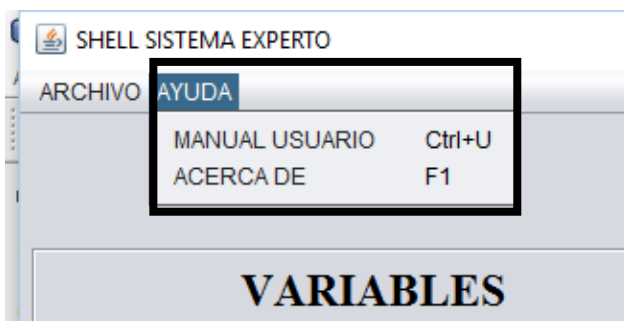 SHELL SISTEMA EXPERTO
ARCHIVO AYUDA
MANUAL USUARIO Ctrl+U
ACERCA DE F1
VARIABLES